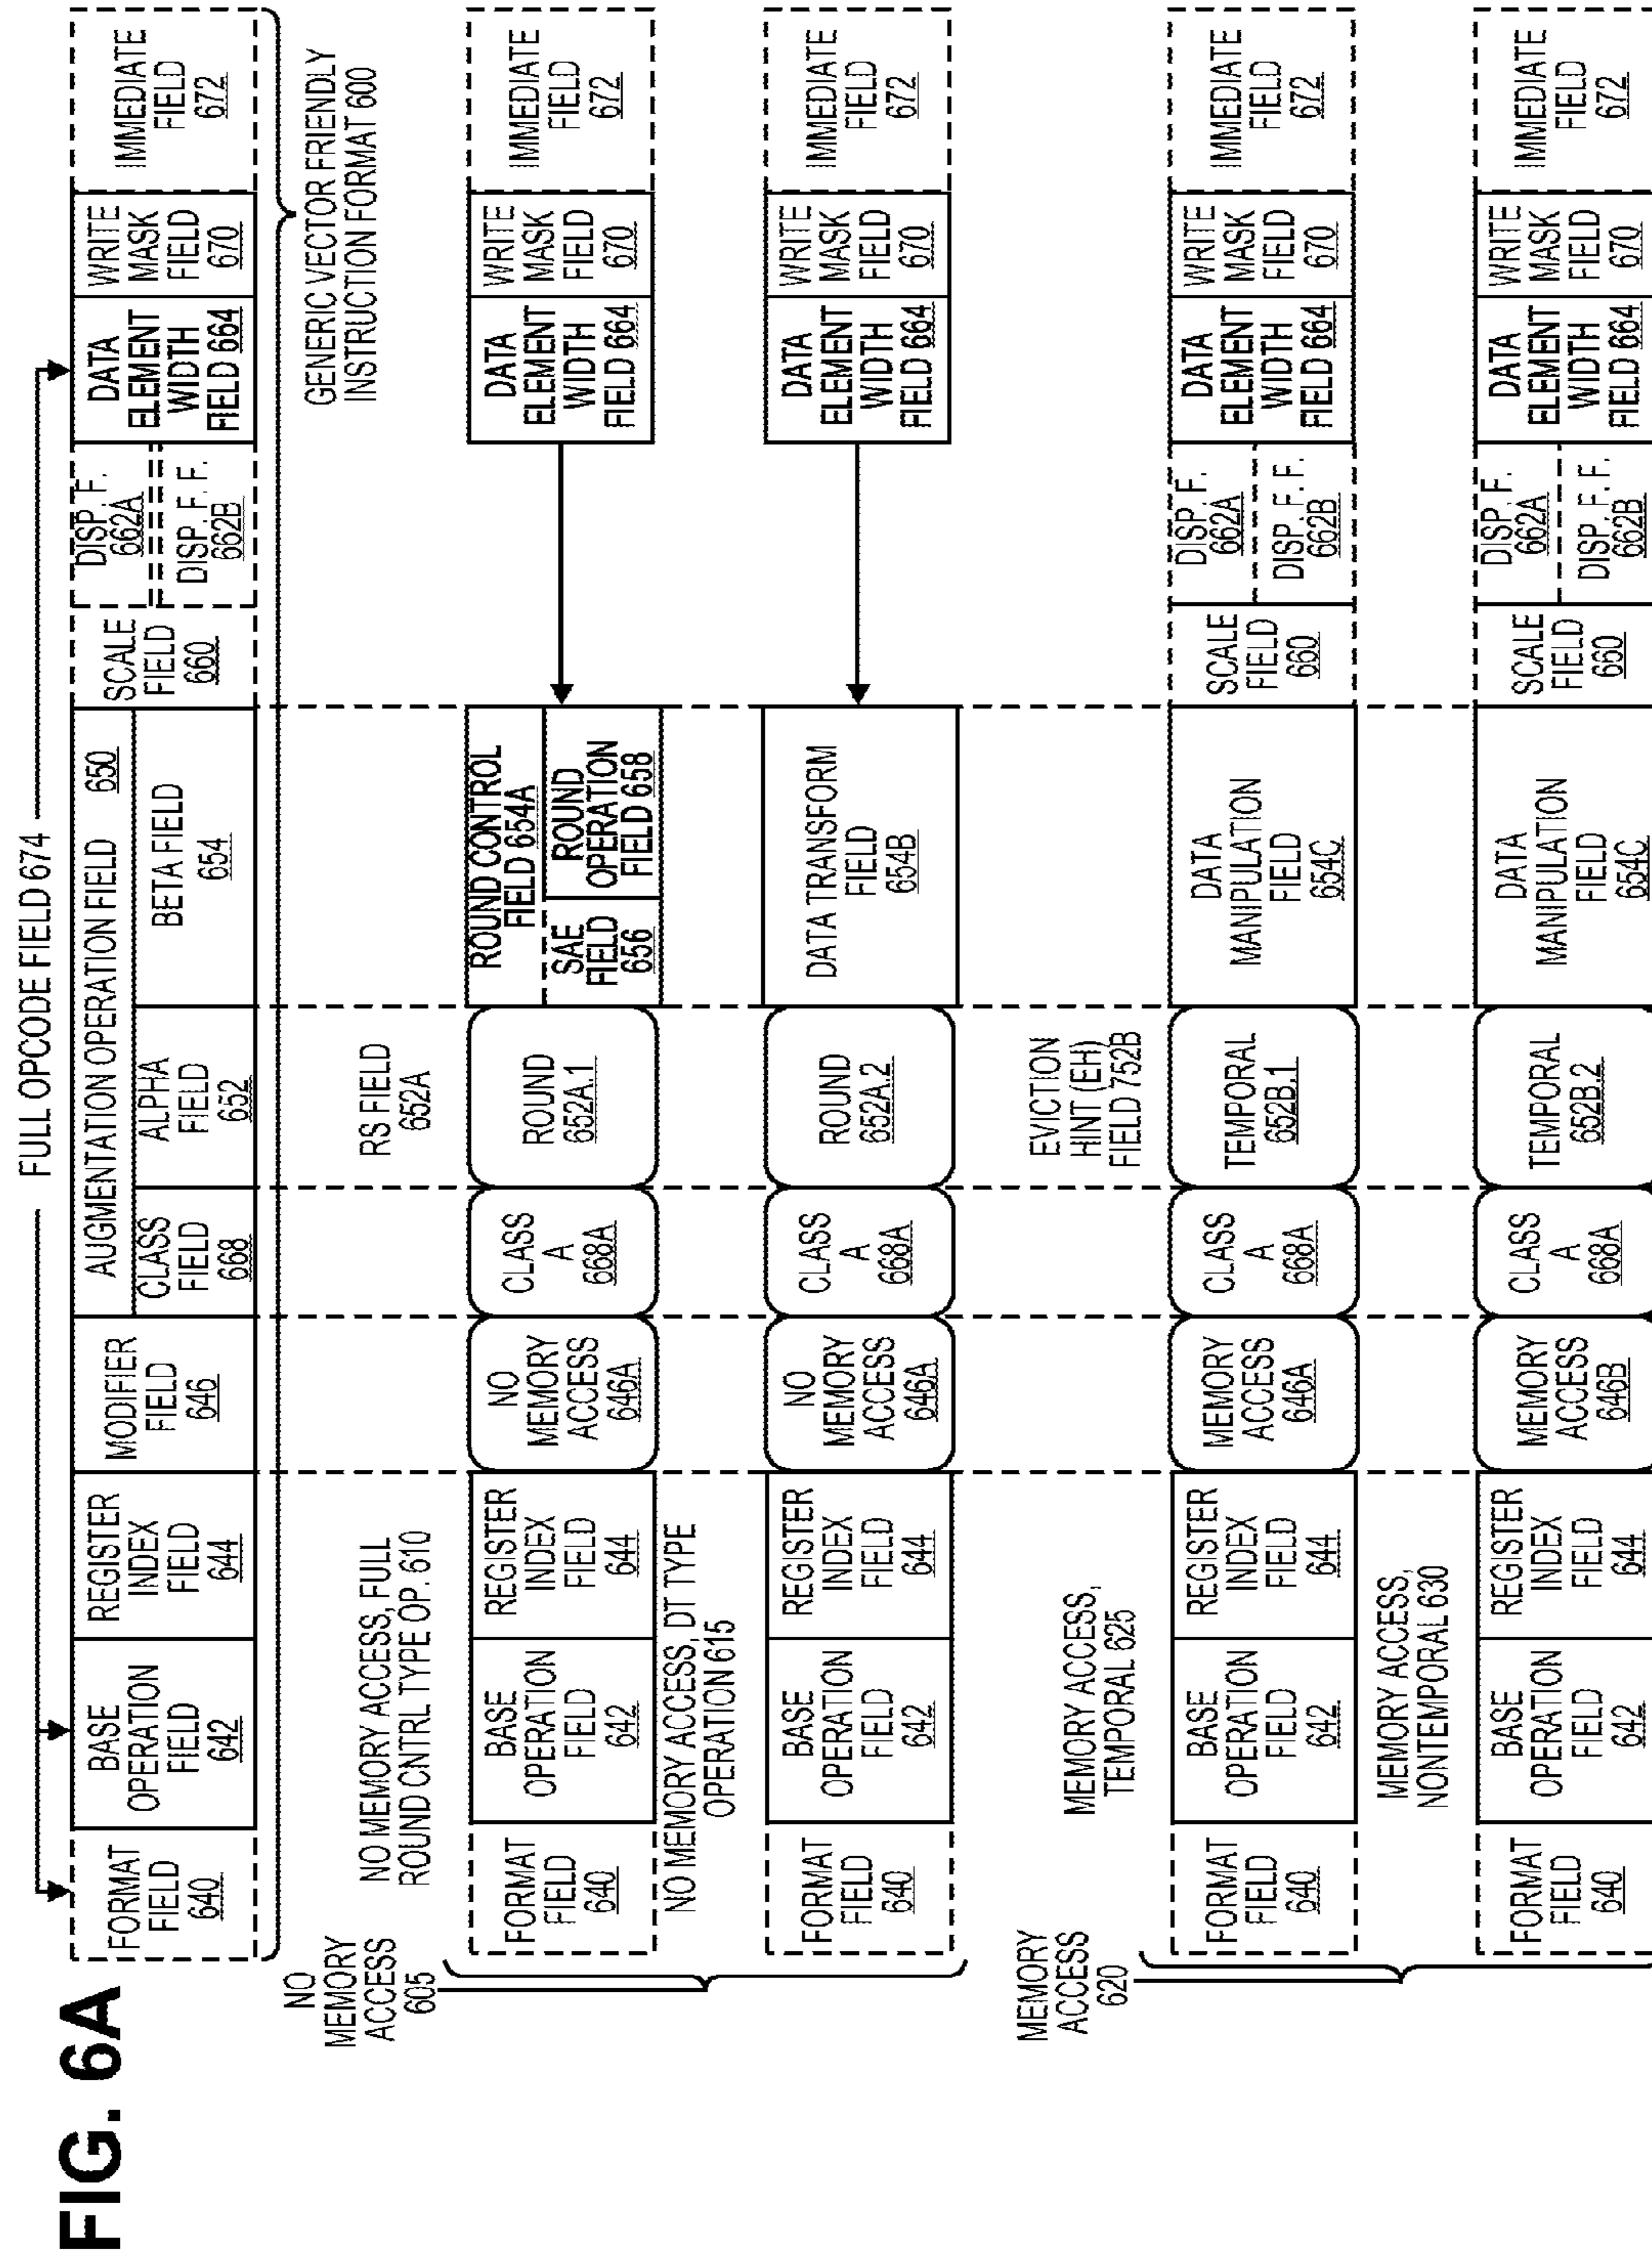 FIG. 6A
FULL OPCODE FIELD 674
FORMAT
FIELD
640
BASE
OPERATION
FIELD
642
REGISTER
INDEX
FIELD
644
MODIFIER
FIELD
646
AUGMENTATION OPERATION FIELD 650
CLASS
FIELD
668
ALPHA
FIELD
652
BETA FIELD
654
SCALE
FIELD
660
DISP. F.
662A
DISP. F. F.
662B
DATA
ELEMENT
WIDTH
FIELD 664
WRITE
MASK
FIELD
670
IMMEDIATE
FIELD
672
GENERIC VECTOR FRIENDLY
INSTRUCTION FORMAT 600
NO
MEMORY
ACCESS
605
NO MEMORY ACCESS, FULL
ROUND CNTRL TYPE OP. 610
RS FIELD
652A
FORMAT
FIELD
640
BASE
OPERATION
FIELD
642
REGISTER
INDEX
FIELD
644
NO
MEMORY
ACCESS
646A
CLASS
A
668A
ROUND
652A.1
ROUND CONTROL
FIELD 654A
SAE
FIELD
656
ROUND
OPERATION
FIELD 658
DATA
ELEMENT
WIDTH
FIELD 664
WRITE
MASK
FIELD
670
IMMEDIATE
FIELD
672
NO MEMORY ACCESS, DT TYPE
OPERATION 615
FORMAT
FIELD
640
BASE
OPERATION
FIELD
642
REGISTER
INDEX
FIELD
644
NO
MEMORY
ACCESS
646A
CLASS
A
668A
ROUND
652A.2
DATA TRANSFORM
FIELD
654B
DATA
ELEMENT
WIDTH
FIELD 664
WRITE
MASK
FIELD
670
IMMEDIATE
FIELD
672
MEMORY
ACCESS
620
MEMORY ACCESS,
TEMPORAL 625
EVICTION
HINT (EH)
FIELD 752B
FORMAT
FIELD
640
BASE
OPERATION
FIELD
642
REGISTER
INDEX
FIELD
644
MEMORY
ACCESS
646A
CLASS
A
668A
TEMPORAL
652B.1
DATA
MANIPULATION
FIELD
654C
SCALE
FIELD
660
DISP. F.
662A
DISP. F. F.
662B
DATA
ELEMENT
WIDTH
FIELD 664
WRITE
MASK
FIELD
670
IMMEDIATE
FIELD
672
MEMORY ACCESS,
NONTEMPORAL 630
FORMAT
FIELD
640
BASE
OPERATION
FIELD
642
REGISTER
INDEX
FIELD
644
MEMORY
ACCESS
646B
CLASS
A
668A
TEMPORAL
652B.2
DATA
MANIPULATION
FIELD
654C
SCALE
FIELD
660
DISP. F.
662A
DISP. F. F.
662B
DATA
ELEMENT
WIDTH
FIELD 664
WRITE
MASK
FIELD
670
IMMEDIATE
FIELD
672